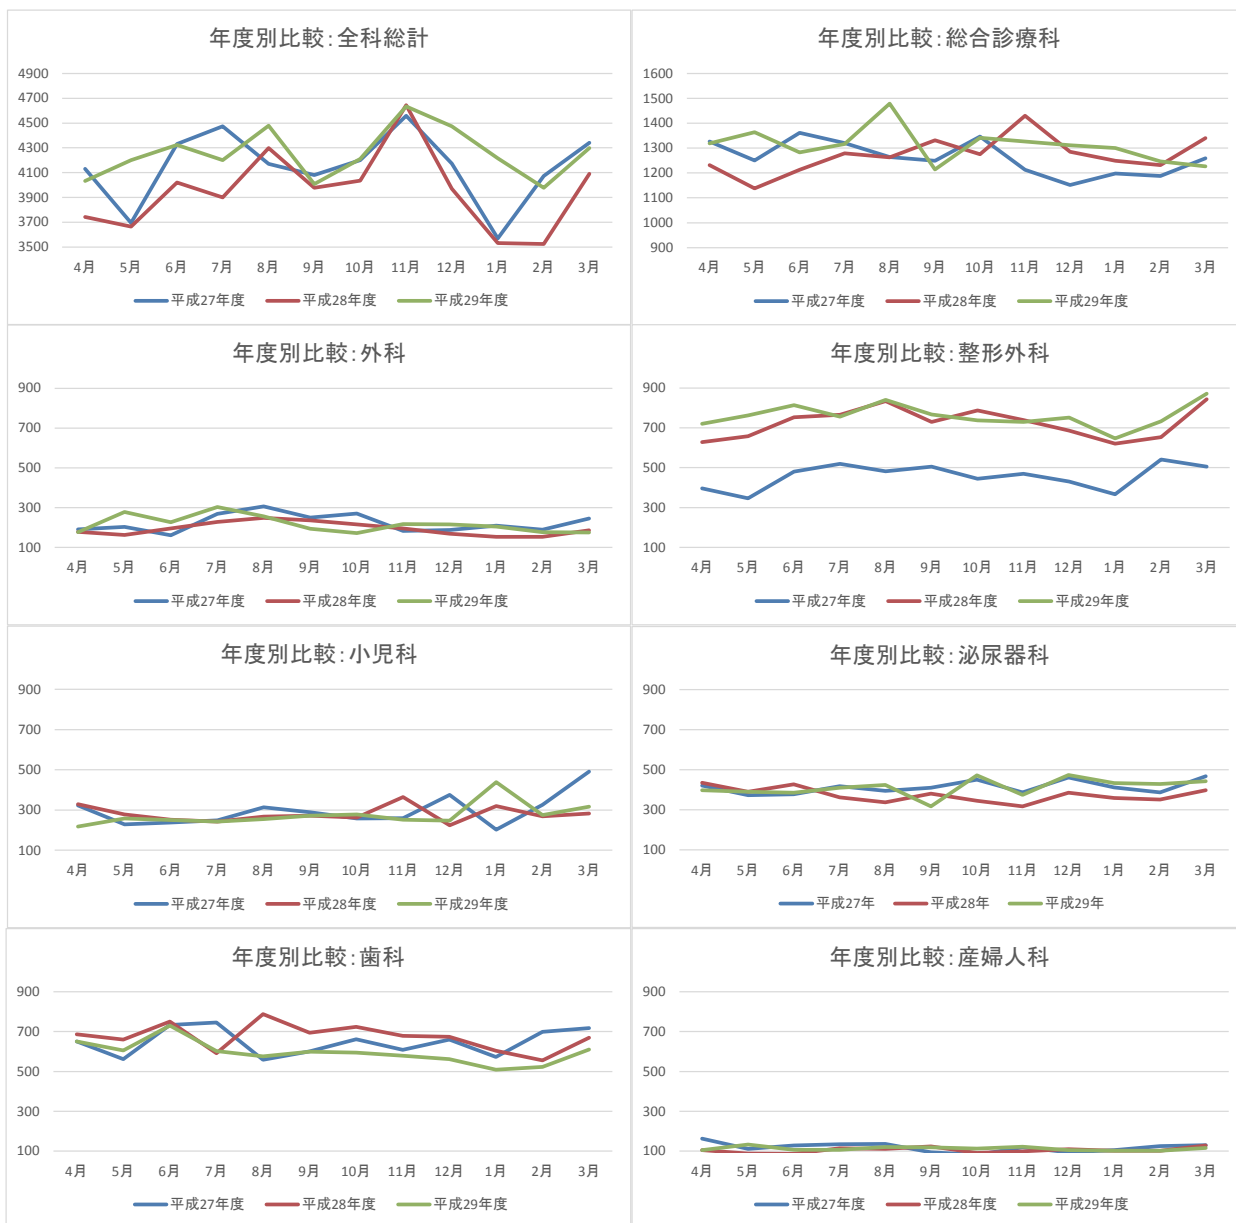 年度別比較:全科総計
4900
4700
4500
4300
4100
3900
3700
3500
4月 5月 6月 7月 8月 9月 10月 11月 12月 1月 2月 3月
平成27年度 平成28年度 平成29年度
年度別比較:総合診療科
1600
1500
1400
1300
1200
1100
1000
900
4月 5月 6月 7月 8月 9月 10月 11月 12月 1月 2月 3月
平成27年度 平成28年度 平成29年度
年度別比較:外科
900
700
500
300
100
4月 5月 6月 7月 8月 9月 10月 11月 12月 1月 2月 3月
平成27年度 平成28年度 平成29年度
年度別比較:整形外科
900
700
500
300
100
4月 5月 6月 7月 8月 9月 10月 11月 12月 1月 2月 3月
平成27年度 平成28年度 平成29年度
年度別比較:小児科
900
700
500
300
100
4月 5月 6月 7月 8月 9月 10月 11月 12月 1月 2月 3月
平成27年度 平成28年度 平成29年度
年度別比較:泌尿器科
900
700
500
300
100
4月 5月 6月 7月 8月 9月 10月 11月 12月 1月 2月 3月
平成27年 平成28年 平成29年
年度別比較:歯科
900
700
500
300
100
4月 5月 6月 7月 8月 9月 10月 11月 12月 1月 2月 3月
平成27年度 平成28年度 平成29年度
年度別比較:産婦人科
900
700
500
300
100
4月 5月 6月 7月 8月 9月 10月 11月 12月 1月 2月 3月
平成27年度 平成28年度 平成29年度